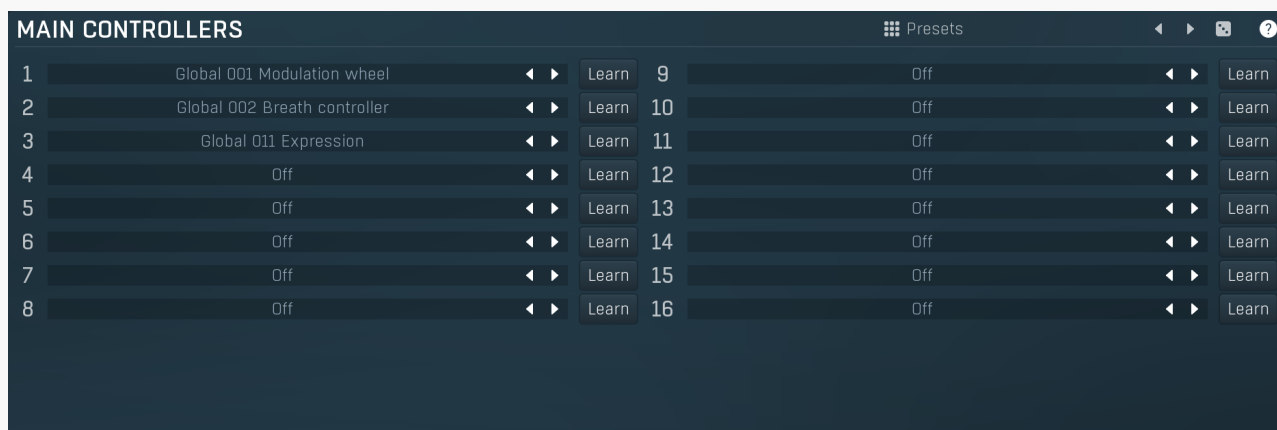 MAIN CONTROLLERS Presets ?
1 Global 001 Modulation wheel Learn 9 Off Learn
2 Global 002 Breath controller Learn 10 Off Learn
3 Global 011 Expression Learn 11 Off Learn
4 Off Learn 12 Off Learn
5 Off Learn 13 Off Learn
6 Off Learn 14 Off Learn
7 Off Learn 15 Off Learn
8 Off Learn 16 Off Learn